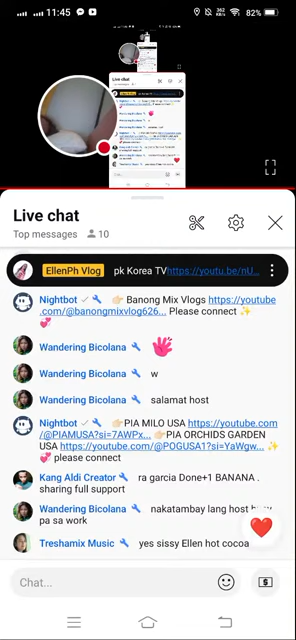 11:45
362
KB/S
82%
Live chat
Live chat
Top messages 10
EllenPh Vlog pk Korea TV https://youtu.be/nU...
Nightbot 👉🏻 Banong Mix Vlogs https://youtube
.com/@banongmixvlog626... Please connect ✨
💞
Wandering Bicolana
Wandering Bicolana w
Wandering Bicolana salamat host
Nightbot 👉🏻PIA MILO USA https://youtube.com
/@PIAMUSA?si=7AWPx... 👉🏻PIA ORCHIDS GARDEN
USA https://youtube.com/@POGUSA1?si=YaWgw... ✨
💞 please connect
Kang Aldi Creator ra garcia Done+1 BANANA .
sharing full support
Wandering Bicolana nakatambay lang host
pa sa work
Treshamix Music yes sissy Ellen hot cocoa
Chat...